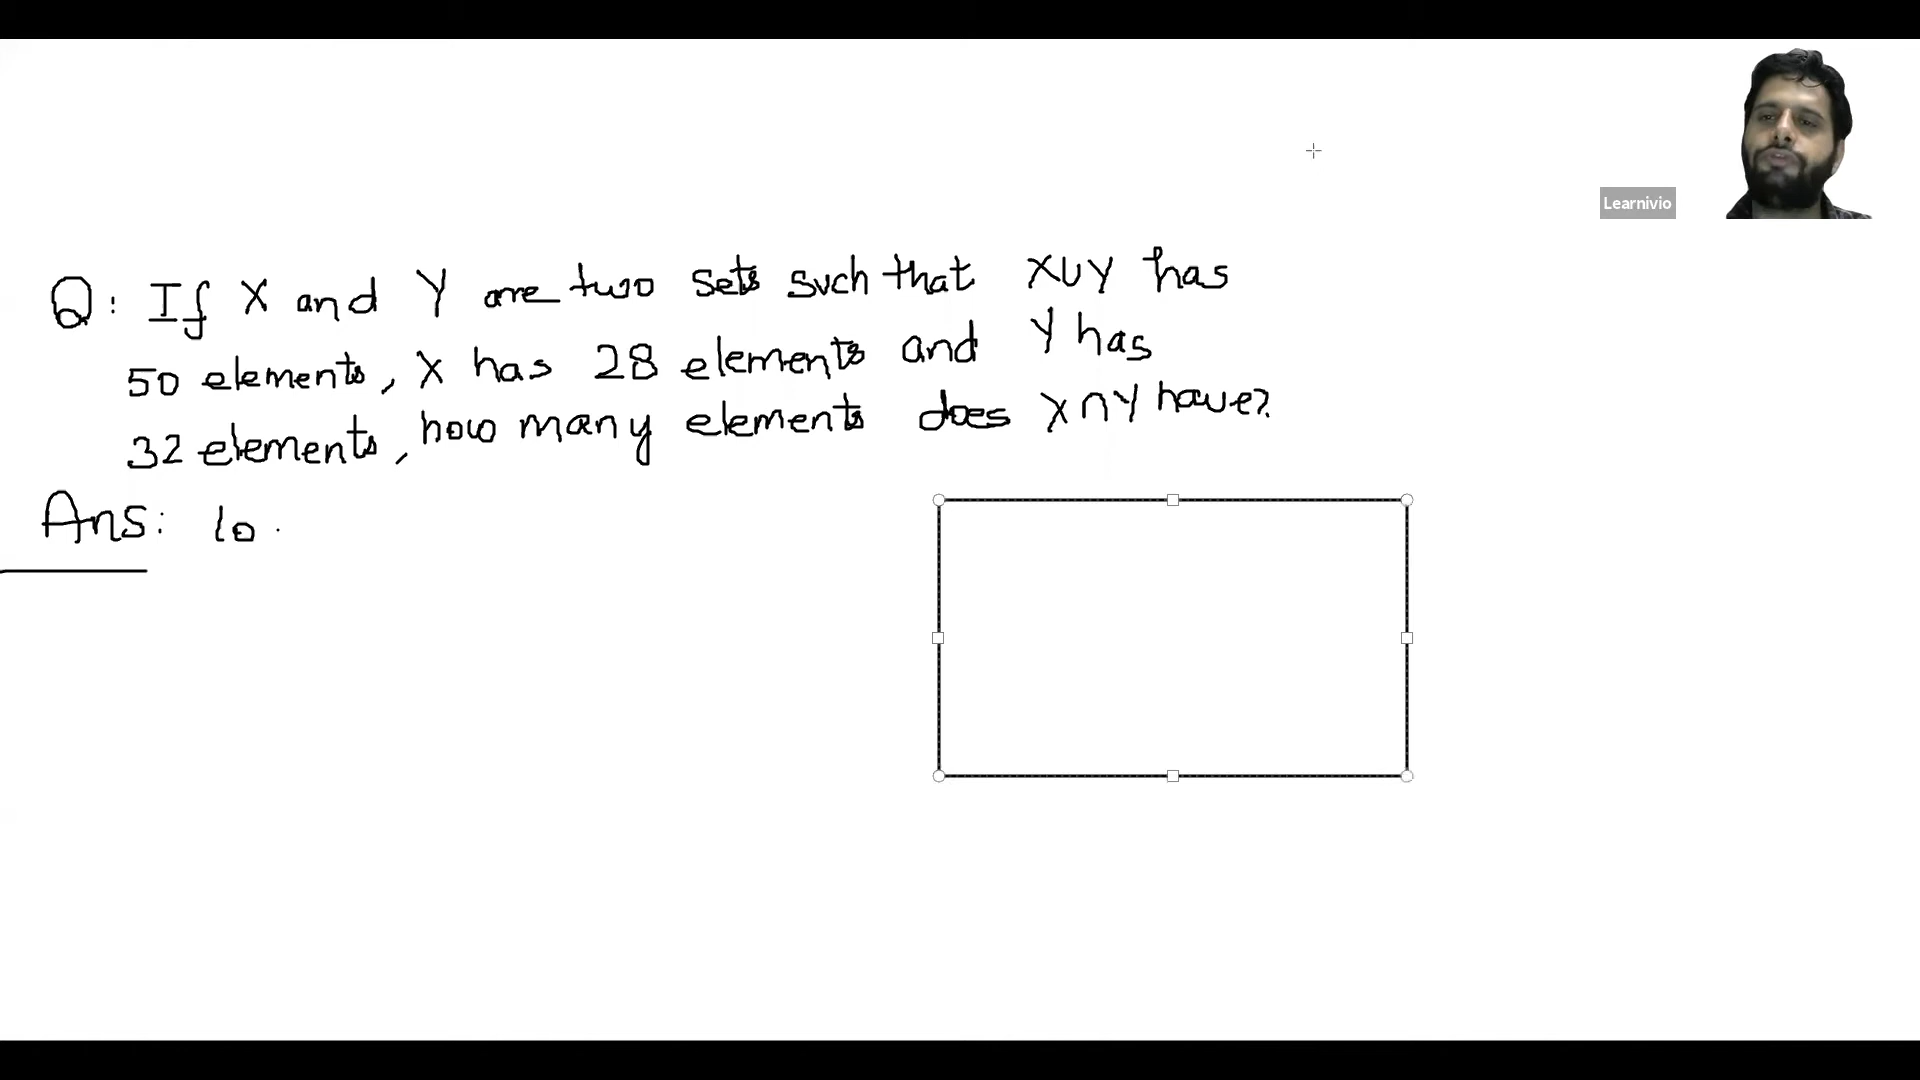 Learnivio
Q: If X and Y are two sets such that X∪Y has
50 elements, X has 28 elements and Y has
32 elements, how many elements does X∩Y have?
Ans: 10.